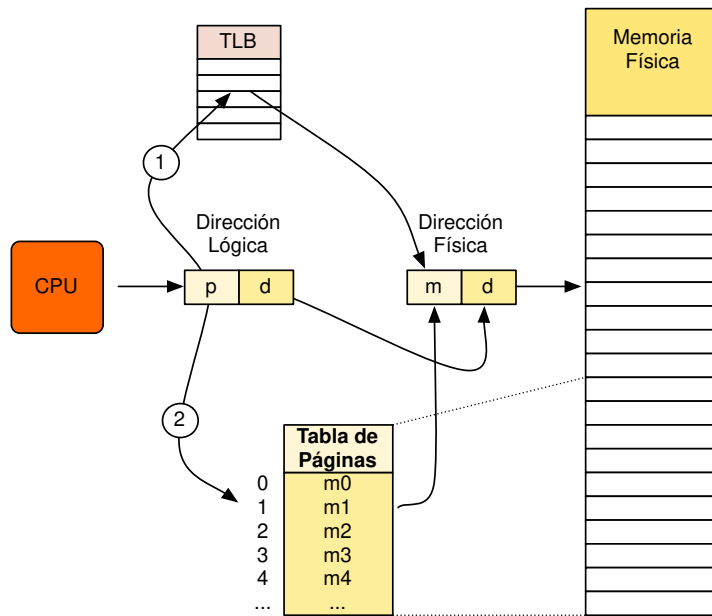 TLB
Memoria
Física
1
Dirección
Lógica
Dirección
Física
CPU
p d
m d
2
Tabla de
Páginas
0 m0
1 m1
2 m2
3 m3
4 m4
... ...